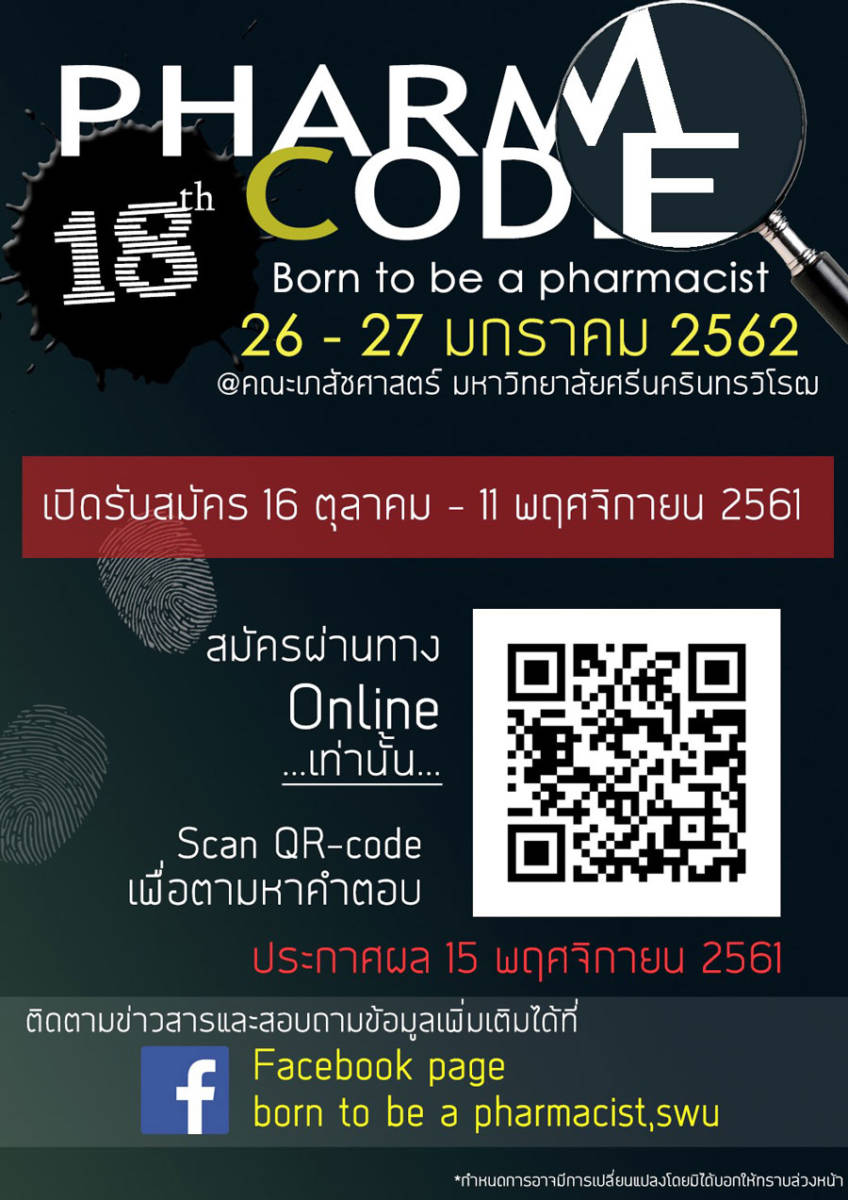 PHARM
CODE
18th
Born to be a pharmacist
26 - 27 มกราคม 2562
@คณะเภสัชศาสตร์ มหาวิทยาลัยศรีนครินทรวิโรฒ
เปิดรับสมัคร 16 ตุลาคม - 11 พฤศจิกายน 2561
สมัครผ่านทาง
Online
...เท่านั้น...
Scan QR-code
เพื่อตามหาคำตอบ
ประกาศผล 15 พฤศจิกายน 2561
ติดตามข่าวสารและสอบถามข้อมูลเพิ่มเติมได้ที่
f
Facebook page
born to be a pharmacist,swu
*กำหนดการอาจมีการเปลี่ยนแปลงโดยมิได้บอกให้ทราบล่วงหน้า